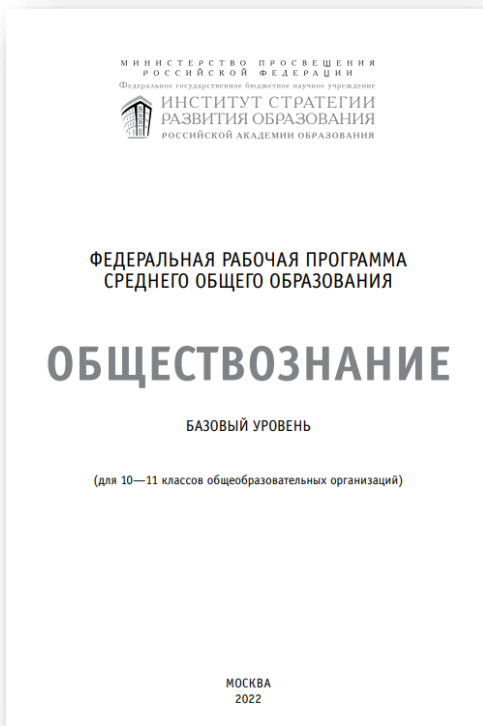 МИНИСТЕРСТВО ПРОСВЕЩЕНИЯ
РОССИЙСКОЙ ФЕДЕРАЦИИ
Федеральное государственное бюджетное научное учреждение
ИНСТИТУТ СТРАТЕГИИ
РАЗВИТИЯ ОБРАЗОВАНИЯ
РОССИЙСКОЙ АКАДЕМИИ ОБРАЗОВАНИЯ
ФЕДЕРАЛЬНАЯ РАБОЧАЯ ПРОГРАММА
СРЕДНЕГО ОБЩЕГО ОБРАЗОВАНИЯ
ОБЩЕСТВОЗНАНИЕ
БАЗОВЫЙ УРОВЕНЬ
(для 10—11 классов общеобразовательных организаций)
МОСКВА
2022